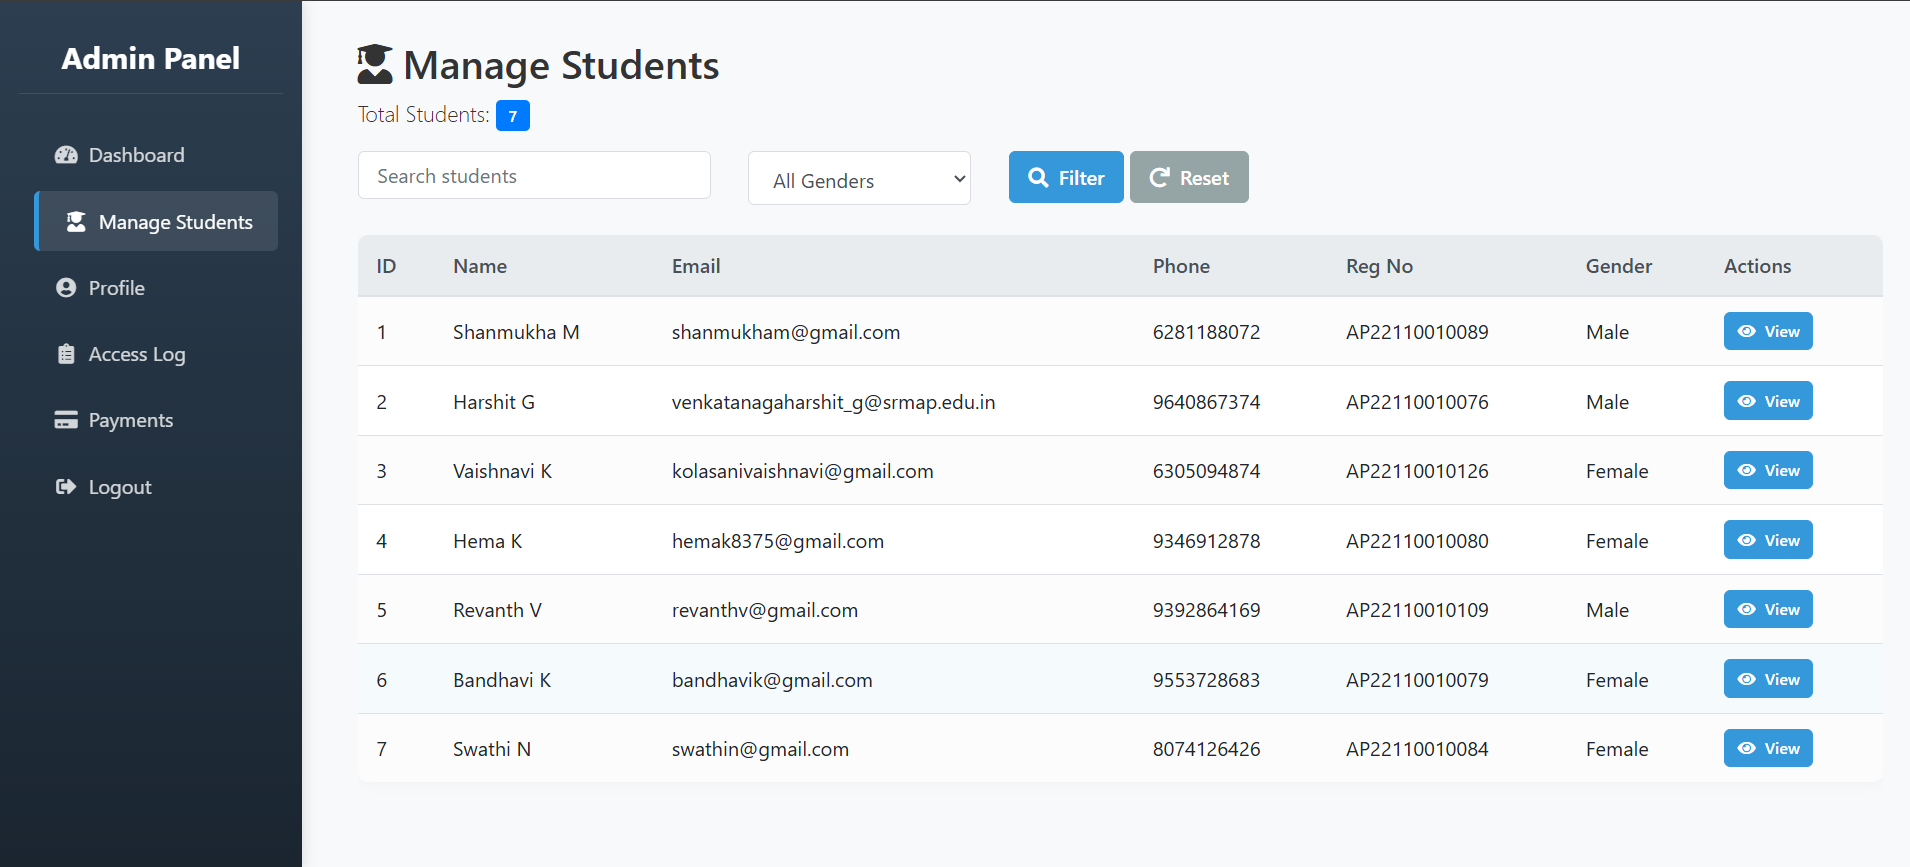 Admin Panel
Dashboard
Manage Students
Profile
Access Log
Payments
Logout
Manage Students
Total Students: 7
Search students All Genders Filter Reset
ID Name Email Phone Reg No Gender Actions
1 Shanmukha M shanmukham@gmail.com 6281188072 AP22110010089 Male View
2 Harshit G venkatanagaharshit_g@srmap.edu.in 9640867374 AP22110010076 Male View
3 Vaishnavi K kolasanivaishnavi@gmail.com 6305094874 AP22110010126 Female View
4 Hema K hemak8375@gmail.com 9346912878 AP22110010080 Female View
5 Revanth V revanthv@gmail.com 9392864169 AP22110010109 Male View
6 Bandhavi K bandhavik@gmail.com 9553728683 AP22110010079 Female View
7 Swathi N swathin@gmail.com 8074126426 AP22110010084 Female View